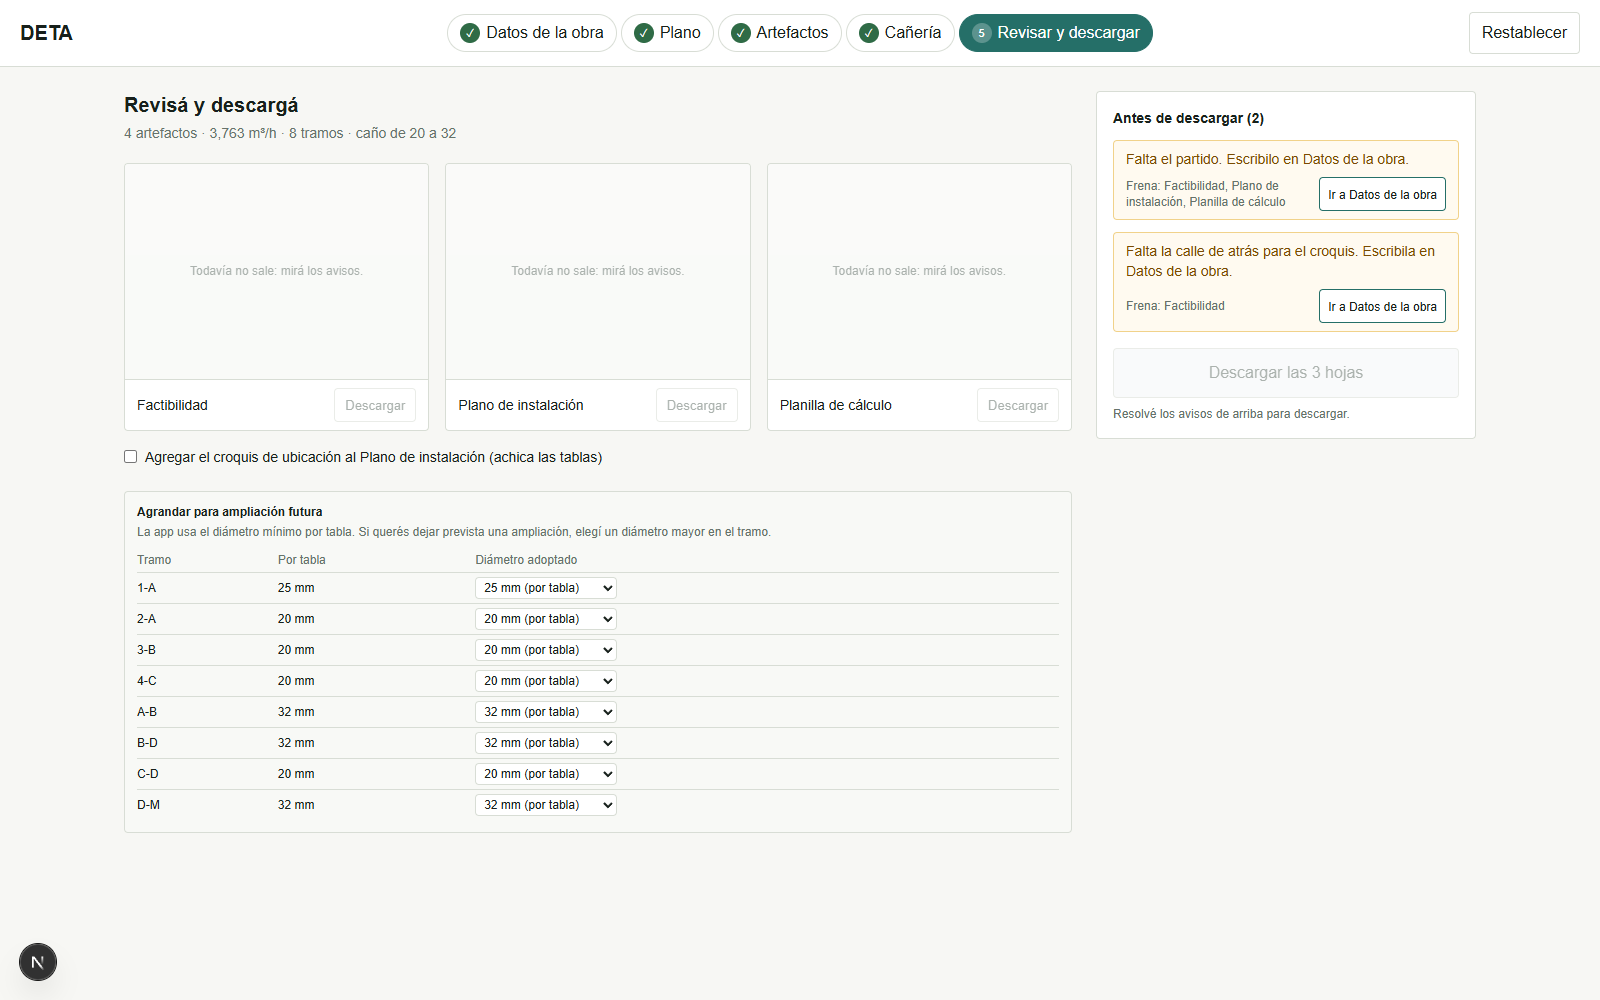 DETA
Datos de la obra
Plano
Artefactos
Cañería
5 Revisar y descargar
Restablecer
Revisá y descargá
4 artefactos · 3,763 m³/h · 8 tramos · caño de 20 a 32
Todavía no sale: mirá los avisos.
Factibilidad
Descargar
Todavía no sale: mirá los avisos.
Plano de instalación
Descargar
Todavía no sale: mirá los avisos.
Planilla de cálculo
Descargar
Agregar el croquis de ubicación al Plano de instalación (achica las tablas)
Agrandar para ampliación futura
La app usa el diámetro mínimo por tabla. Si querés dejar prevista una ampliación, elegí un diámetro mayor en el tramo.
Tramo Por tabla Diámetro adoptado
1-A 25 mm 25 mm (por tabla)
2-A 20 mm 20 mm (por tabla)
3-B 20 mm 20 mm (por tabla)
4-C 20 mm 20 mm (por tabla)
A-B 32 mm 32 mm (por tabla)
B-D 32 mm 32 mm (por tabla)
C-D 20 mm 20 mm (por tabla)
D-M 32 mm 32 mm (por tabla)
Antes de descargar (2)
Falta el partido. Escribilo en Datos de la obra.
Frena: Factibilidad, Plano de
instalación, Planilla de cálculo
Ir a Datos de la obra
Falta la calle de atrás para el croquis. Escribila en
Datos de la obra.
Frena: Factibilidad
Ir a Datos de la obra
Descargar las 3 hojas
Resolvé los avisos de arriba para descargar.
N